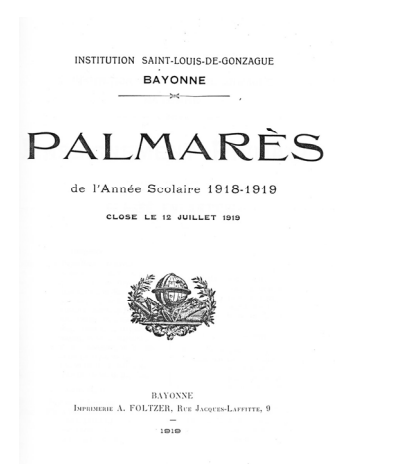 INSTITUTION SAINT-LOUIS-DE-GONZAGUE
BAYONNE
PALMARÈS
de l'Année Scolaire 1918-1919
CLOSE LE 12 JUILLET 1919
BAYONNE
IMPRIMERIE A. FOLTZER, RUE JACQUES-LAFFITTE, 9
1919